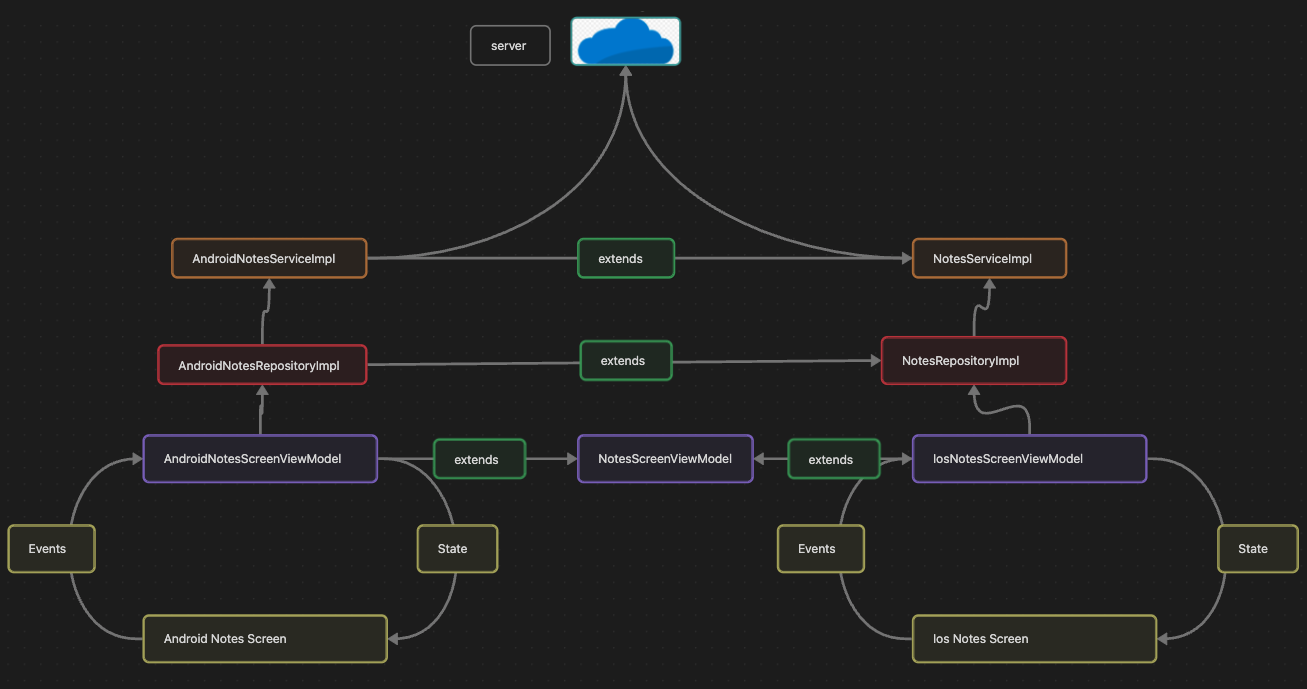 server
AndroidNotesServiceImpl
extends
NotesServiceImpl
AndroidNotesRepositoryImpl
extends
NotesRepositoryImpl
AndroidNotesScreenViewModel
extends
NotesScreenViewModel
extends
IosNotesScreenViewModel
Events
State
Events
State
Android Notes Screen
Ios Notes Screen